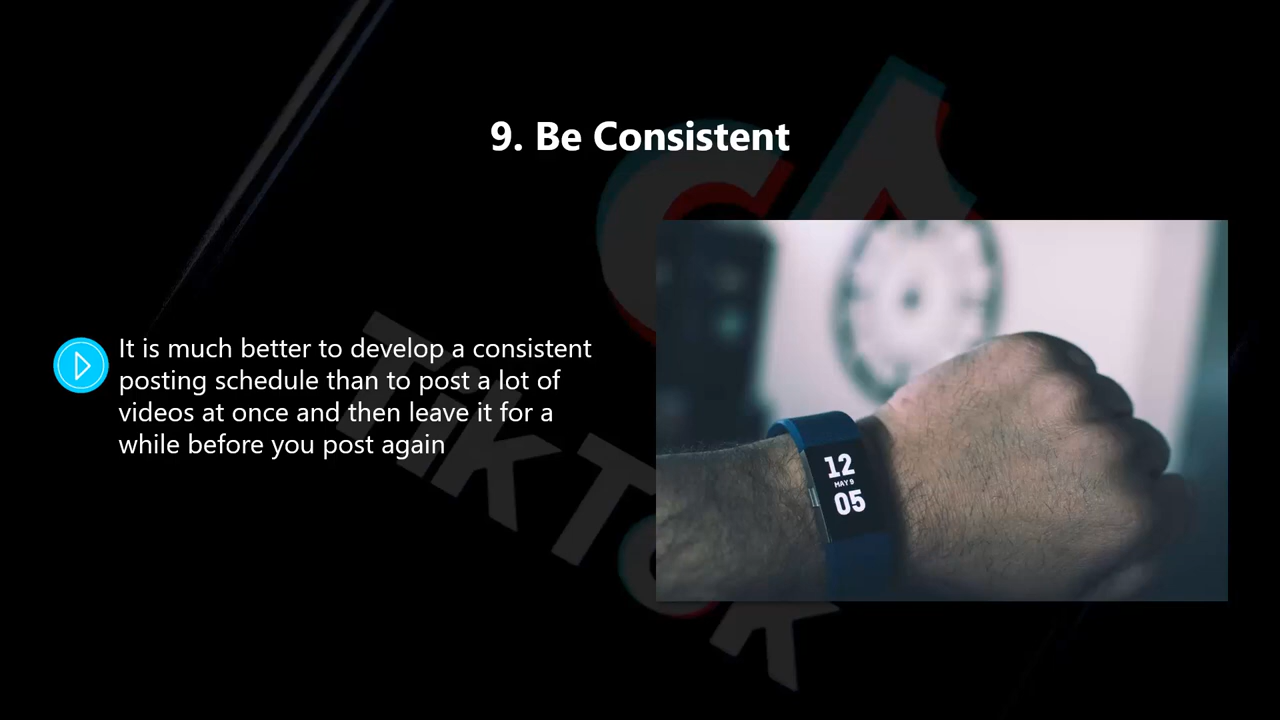 9. Be Consistent
It is much better to develop a consistent
posting schedule than to post a lot of
videos at once and then leave it for a
while before you post again
12
MAY 9
05
TikTok